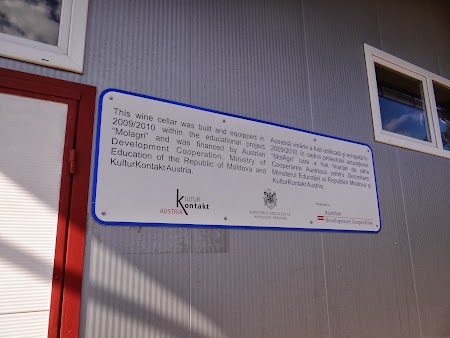 This wine cellar was built and equipped in
2009/2010 within the educational project
"Molagri" and was financed by Austrian
Development Cooperation, Ministry of
Education of the Republic of Moldova and
KulturKontakt Austria.
Această vinărie a fost edificată și echipată în
2009/2010 în cadrul proiectului educațional
"Molagri" care a fost finanțat de către
Cooperarea Austriacă pentru Dezvoltare,
Ministerul Educației al Republicii Moldova și
KulturKontakt Austria.
KULTUR
kontakt
AUSTRIA
Austrian
Development Cooperation